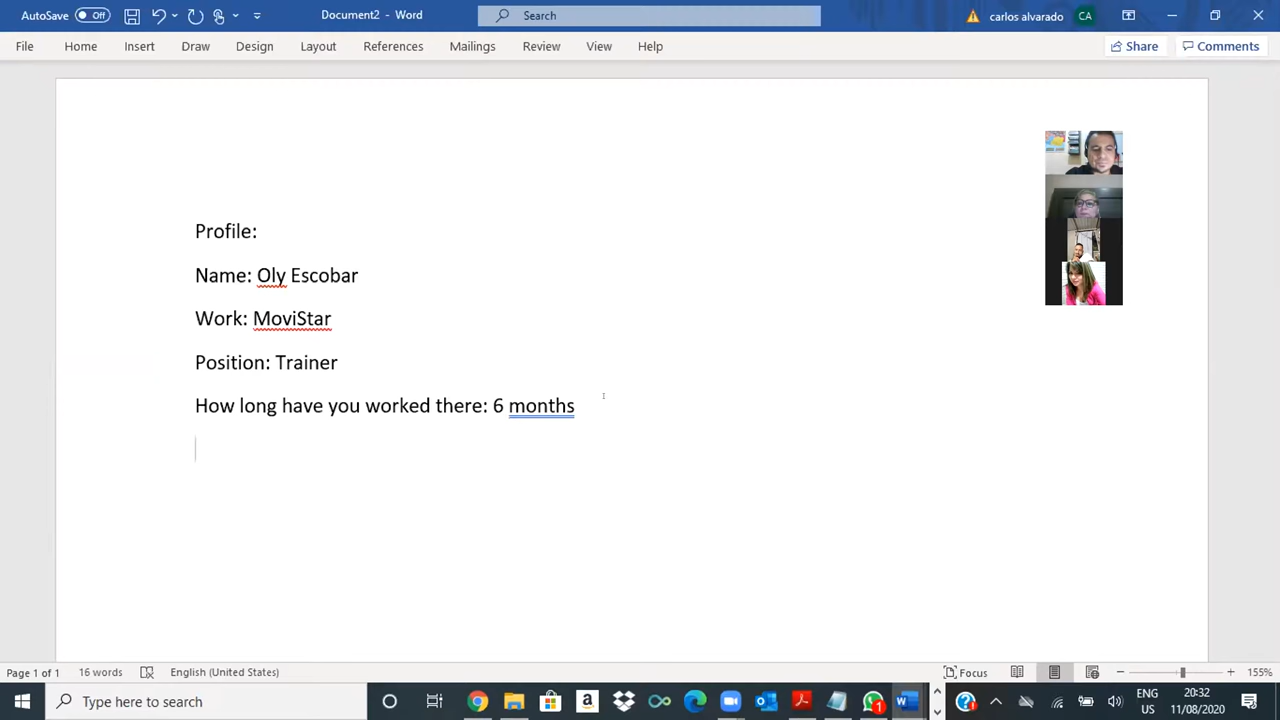 AutoSave Off Document2 - Word Search carlos alvarado CA
File Home Insert Draw Design Layout References Mailings Review View Help Share Comments
Profile:
Name: Oly Escobar
Work: MoviStar
Position: Trainer
How long have you worked there: 6 months
Page 1 of 1 16 words English (United States) Focus 155%
Type here to search 1 ENG 20:32
US 11/08/2020